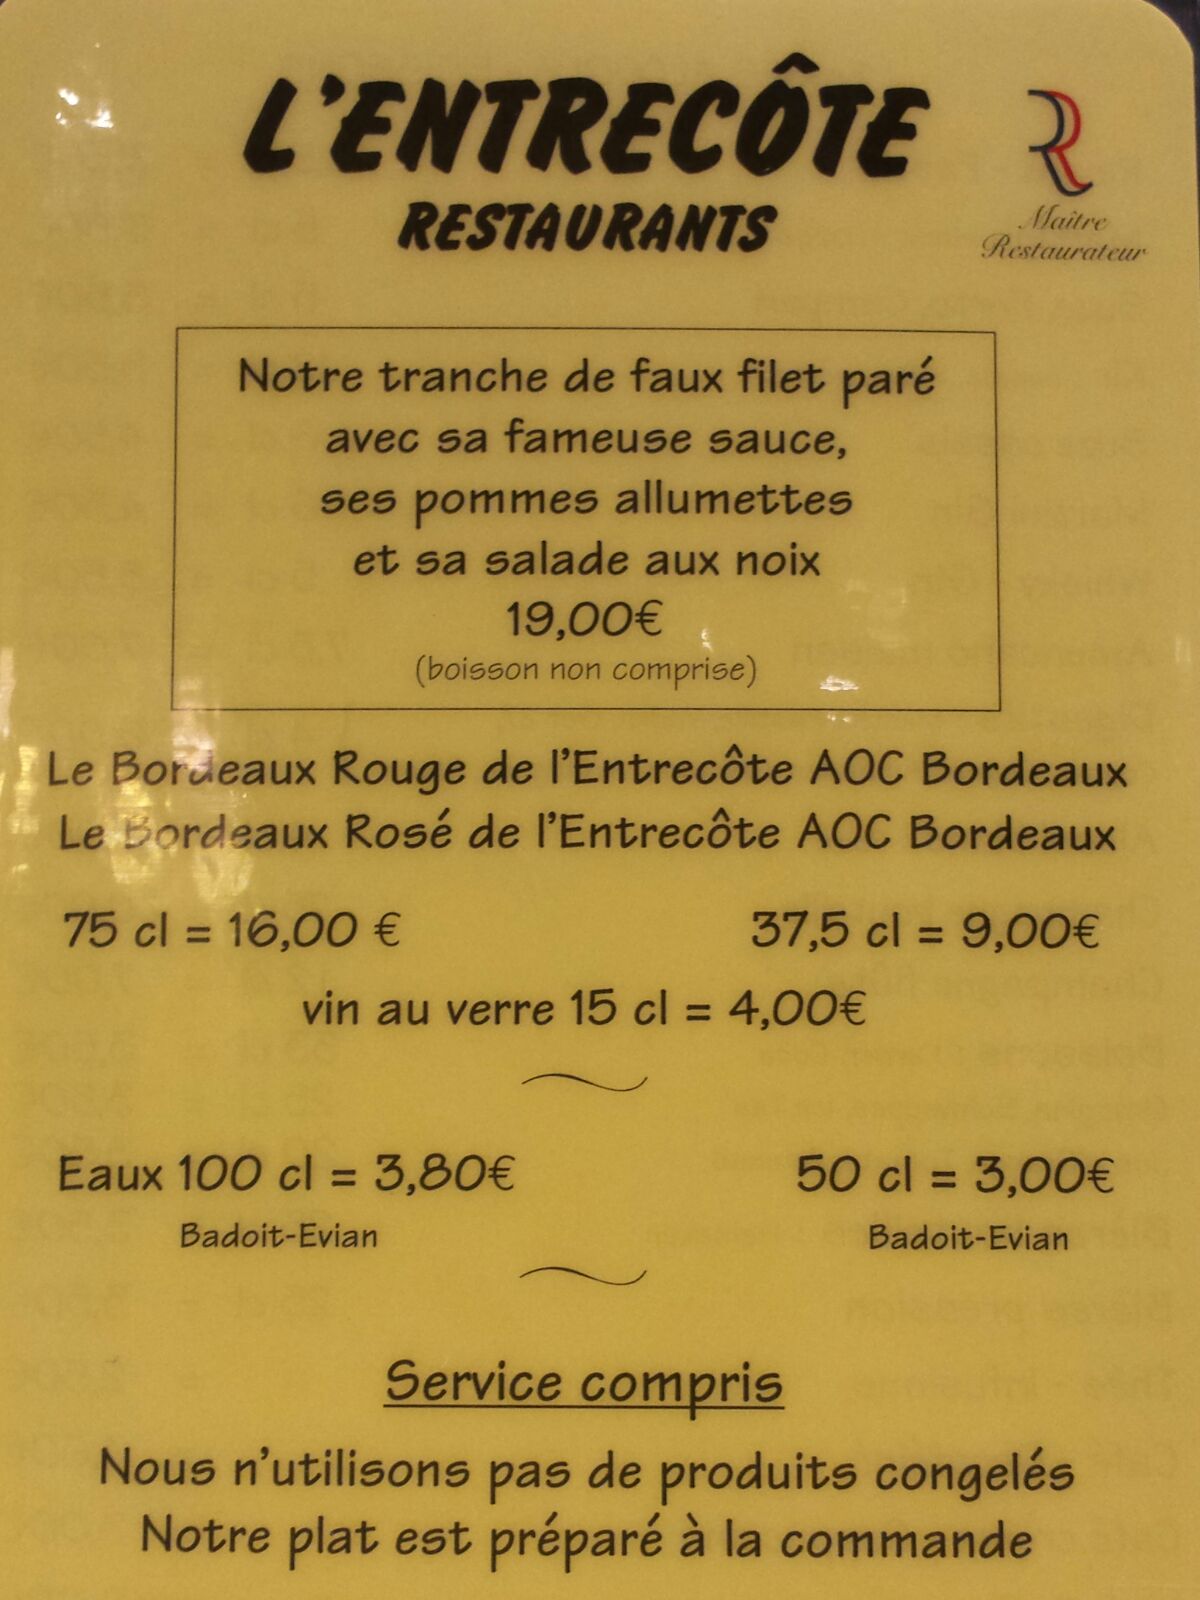 L'ENTRECÔTE
RESTAURANTS
Maître
Restaurateur
Notre tranche de faux filet paré
avec sa fameuse sauce,
ses pommes allumettes
et sa salade aux noix
19,00€
(boisson non comprise)
Le Bordeaux Rouge de l'Entrecôte AOC Bordeaux
Le Bordeaux Rosé de l'Entrecôte AOC Bordeaux
75 cl = 16,00 € 37,5 cl = 9,00€
vin au verre 15 cl = 4,00€
Eaux 100 cl = 3,80€ 50 cl = 3,00€
Badoit-Evian Badoit-Evian
Service compris
Nous n'utilisons pas de produits congelés
Notre plat est préparé à la commande